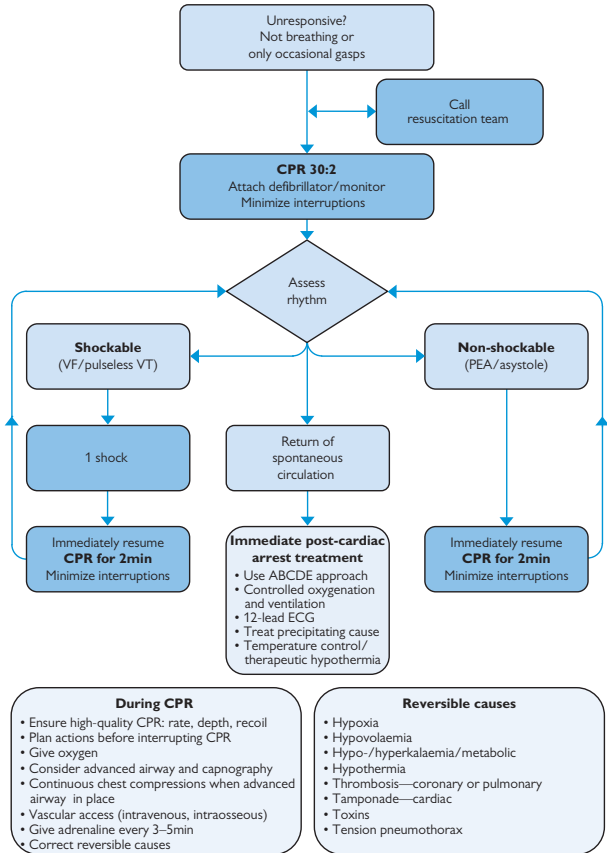 Unresponsive?
Not breathing or
only occasional gasps
Call
resuscitation team
CPR 30:2
Attach defibrillator/monitor
Minimize interruptions
Assess
rhythm
Shockable
(VF/pulseless VT)
Non-shockable
(PEA/asystole)
1 shock
Return of
spontaneous
circulation
Immediately resume
CPR for 2min
Minimize interruptions
Immediate post-cardiac
arrest treatment
• Use ABCDE approach
• Controlled oxygenation
and ventilation
• 12-lead ECG
• Treat precipitating cause
• Temperature control/
therapeutic hypothermia
Immediately resume
CPR for 2min
Minimize interruptions
During CPR
• Ensure high-quality CPR: rate, depth, recoil
• Plan actions before interrupting CPR
• Give oxygen
• Consider advanced airway and capnography
• Continuous chest compressions when advanced
airway in place
• Vascular access (intravenous, intraosseous)
• Give adrenaline every 3–5min
• Correct reversible causes
Reversible causes
• Hypoxia
• Hypovolaemia
• Hypo-/hyperkalaemia/metabolic
• Hypothermia
• Thrombosis—coronary or pulmonary
• Tamponade—cardiac
• Toxins
• Tension pneumothorax